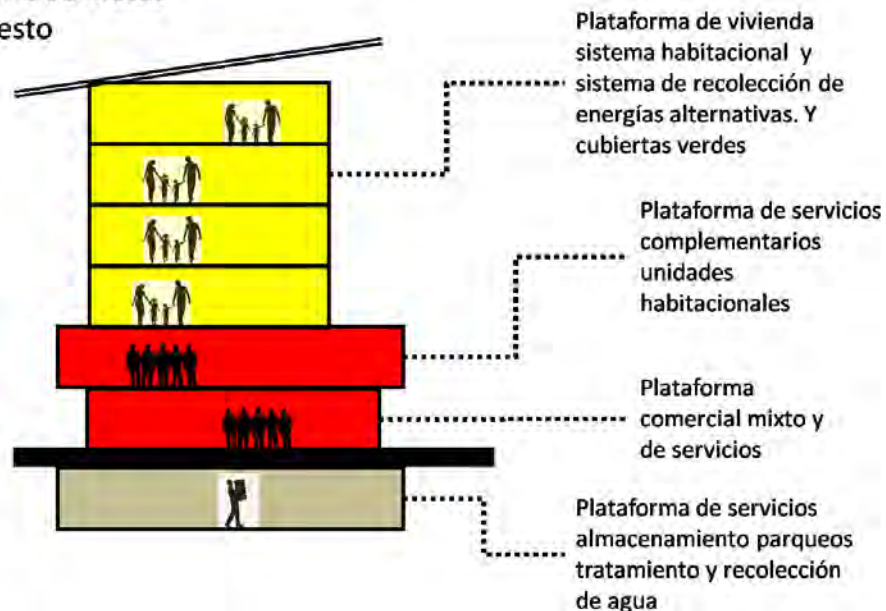 esto
Plataforma de vivienda
sistema habitacional y
sistema de recolección de
energías alternativas. Y
cubiertas verdes
Plataforma de servicios
complementarios
unidades
habitacionales
Plataforma
comercial mixto y
de servicios
Plataforma de servicios
almacenamiento parqueos
tratamiento y recolección
de agua